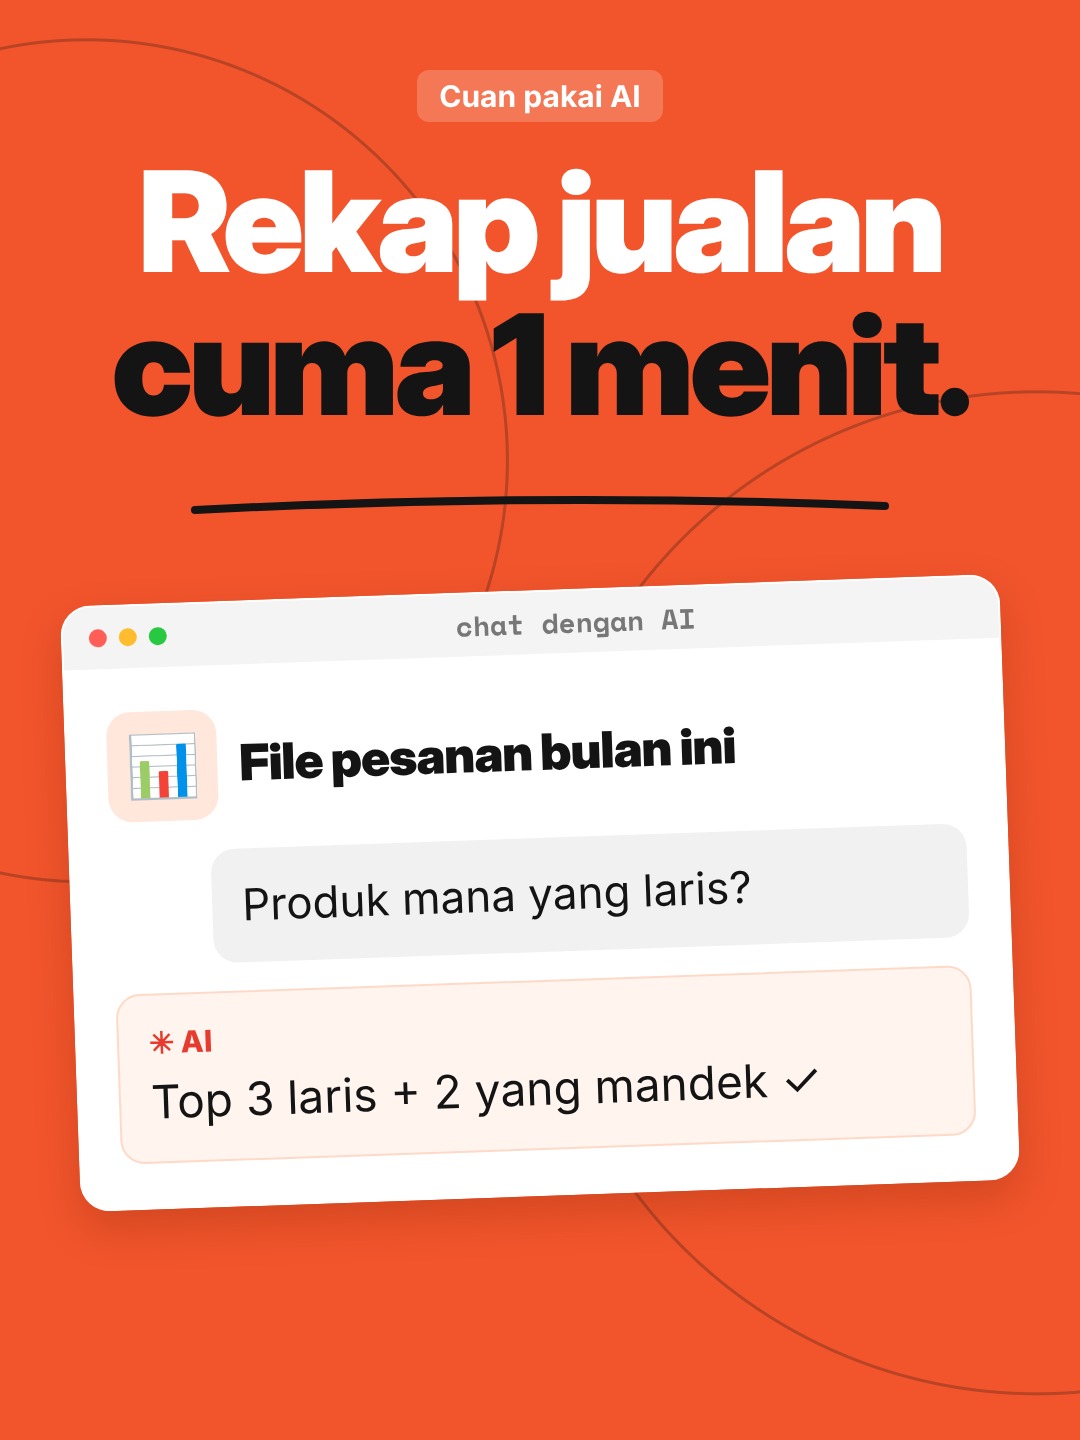 Cuan pakai AI
Rekap jualan
cuma 1 menit.
chat dengan AI
File pesanan bulan ini
Produk mana yang laris?
✳ AI
Top 3 laris + 2 yang mandek ✓